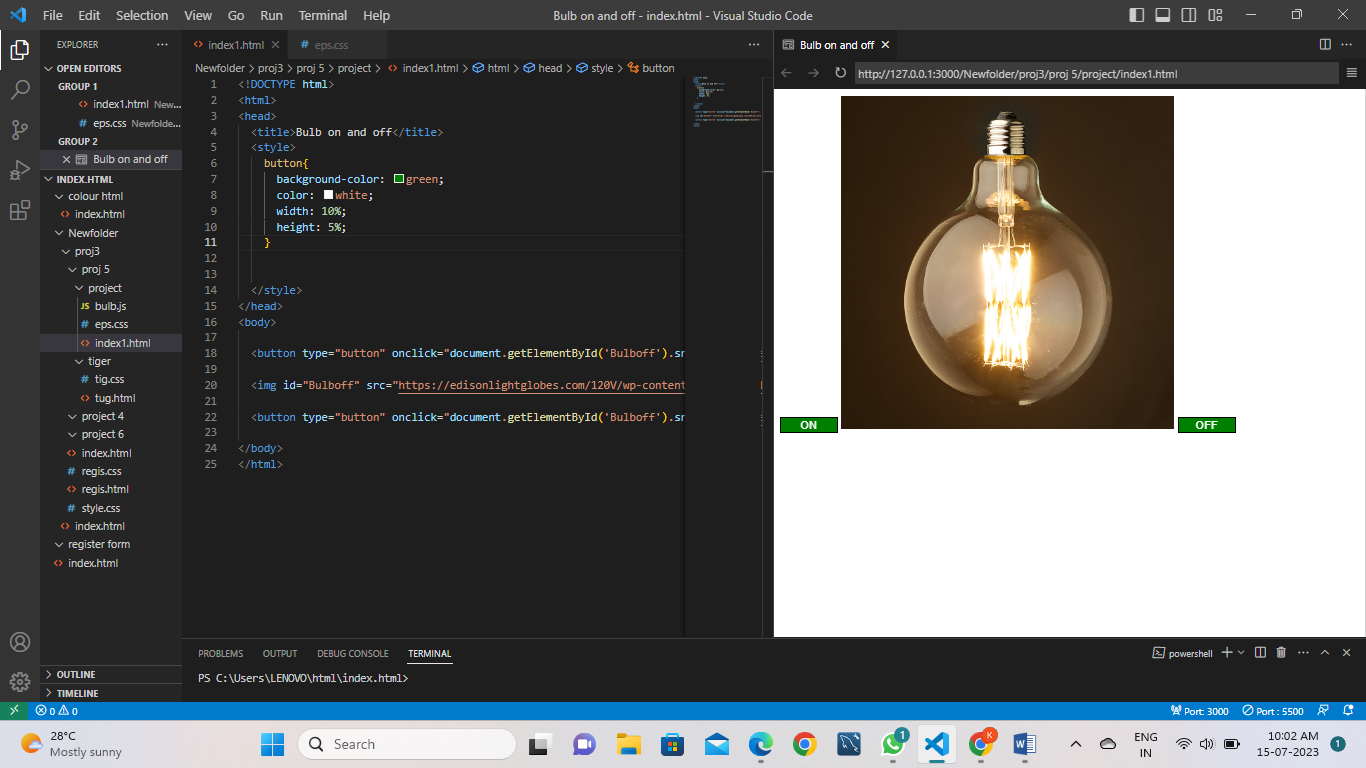 File Edit Selection View Go Run Terminal Help Bulb on and off - index.html - Visual Studio Code
EXPLORER
OPEN EDITORS
GROUP 1
index1.html New...
eps.css Newfolde...
GROUP 2
Bulb on and off
INDEX.HTML
colour html
index.html
Newfolder
proj3
proj 5
project
JS bulb.js
# eps.css
index1.html
tiger
# tig.css
tug.html
project 4
project 6
index.html
# regis.css
regis.html
# style.css
index.html
register form
index.html
OUTLINE
TIMELINE
index1.html # eps.css
Newfolder > proj3 > proj 5 > project > index1.html > html > head > style > button
1 <!DOCTYPE html>
2 <html>
3 <head>
4 <title>Bulb on and off</title>
5 <style>
6 button{
7 background-color: green;
8 color: white;
9 width: 10%;
10 height: 5%;
11 }
12
13
14 </style>
15 </head>
16 <body>
17
18 <button type="button" onclick="document.getElementById('Bulboff').sr
19
20 <img id="Bulboff" src="https://edisonlightglobes.com/120V/wp-content
21
22 <button type="button" onclick="document.getElementById('Bulboff').sr
23
24 </body>
25 </html>
Bulb on and off
http://127.0.0.1:3000/Newfolder/proj3/proj 5/project/index1.html
ON OFF
PROBLEMS OUTPUT DEBUG CONSOLE TERMINAL powershell
PS C:\Users\LENOVO\html\index.html>
0 0 Port: 3000 Port : 5500
28°C
Mostly sunny
Search
1
K
ENG
IN
10:02 AM
15-07-2023
1